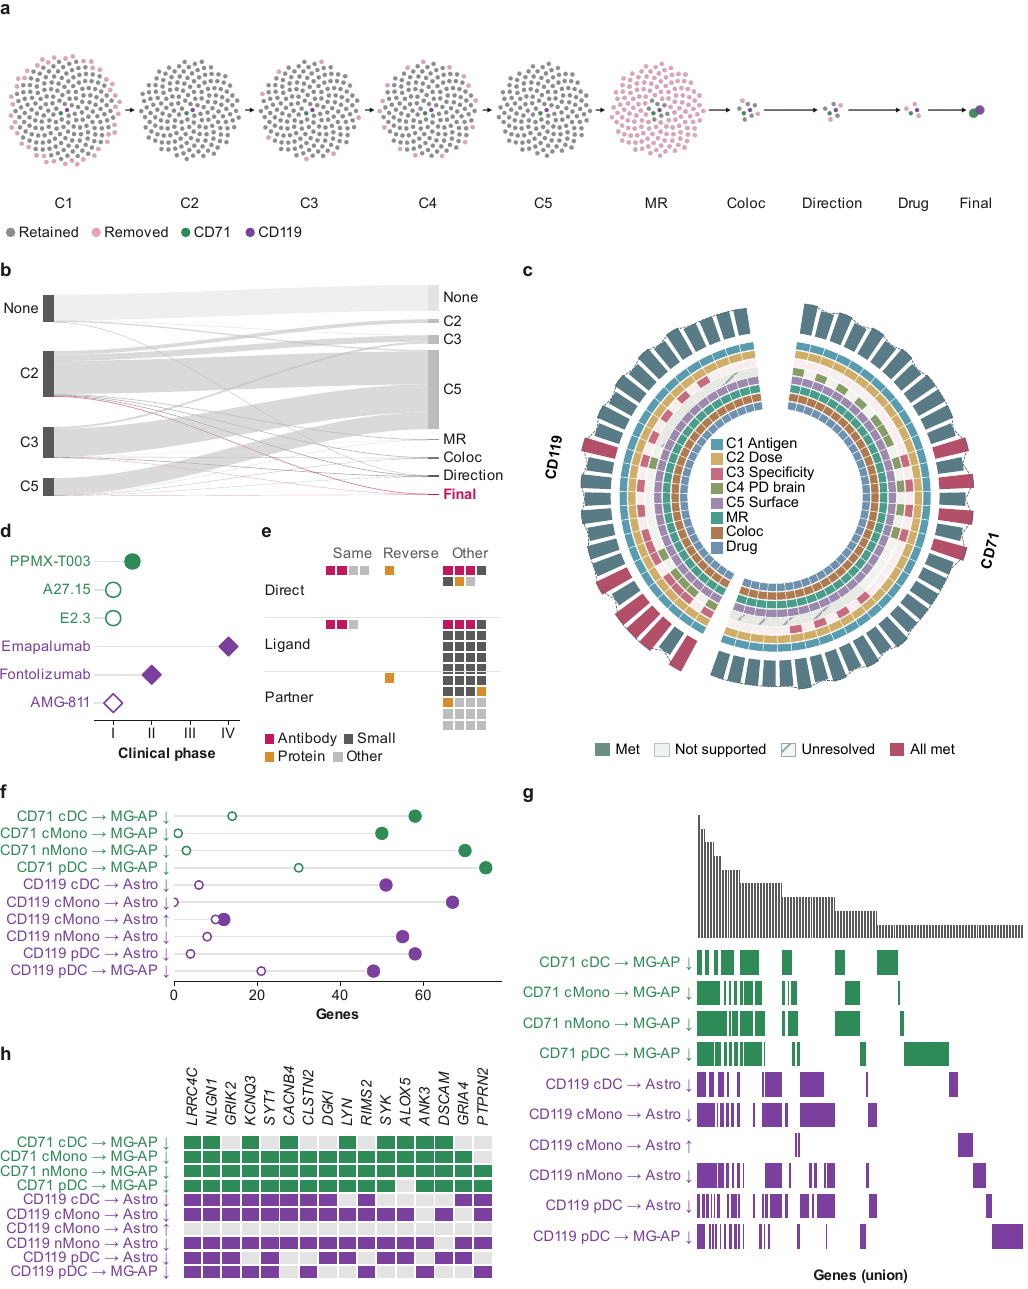 a
C1
C2
C3
C4
C5
MR
Coloc
Direction
Drug
Final
Retained
Removed
CD71
CD119
b
None
C2
C3
C5
None
C2
C3
C5
MR
Coloc
Direction
Final
c
CD119
CD71
C1 Antigen
C2 Dose
C3 Specificity
C4 PD brain
C5 Surface
MR
Coloc
Drug
Met
Not supported
Unresolved
All met
d
PPMX-T003
A27.15
E2.3
Emapalumab
Fontolizumab
AMG-811
I
II
III
IV
Clinical phase
e
Same
Reverse
Other
Direct
Ligand
Partner
Antibody
Small
Protein
Other
f
CD71 cDC → MG-AP ↓
CD71 cMono → MG-AP ↓
CD71 nMono → MG-AP ↓
CD71 pDC → MG-AP ↓
CD119 cDC → Astro ↓
CD119 cMono → Astro ↓
CD119 cMono → Astro ↑
CD119 nMono → Astro ↓
CD119 pDC → Astro ↓
CD119 pDC → MG-AP ↓
0
20
40
60
Genes
g
CD71 cDC → MG-AP ↓
CD71 cMono → MG-AP ↓
CD71 nMono → MG-AP ↓
CD71 pDC → MG-AP ↓
CD119 cDC → Astro ↓
CD119 cMono → Astro ↓
CD119 cMono → Astro ↑
CD119 nMono → Astro ↓
CD119 pDC → Astro ↓
CD119 pDC → MG-AP ↓
Genes (union)
h
LRRC4C
NLGN1
GRIK2
KCNQ3
SYT1
CACNB4
CLSTN2
DGKI
LYN
RIMS2
SYK
ALOX5
ANK3
DSCAM
GRIA4
PTPRN2
CD71 cDC → MG-AP ↓
CD71 cMono → MG-AP ↓
CD71 nMono → MG-AP ↓
CD71 pDC → MG-AP ↓
CD119 cDC → Astro ↓
CD119 cMono → Astro ↓
CD119 cMono → Astro ↑
CD119 nMono → Astro ↓
CD119 pDC → Astro ↓
CD119 pDC → MG-AP ↓